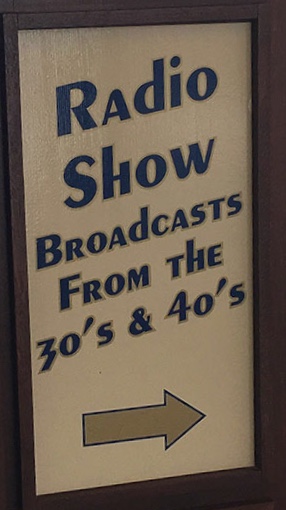 Radio
Show
Broadcasts
From the
30's & 40's